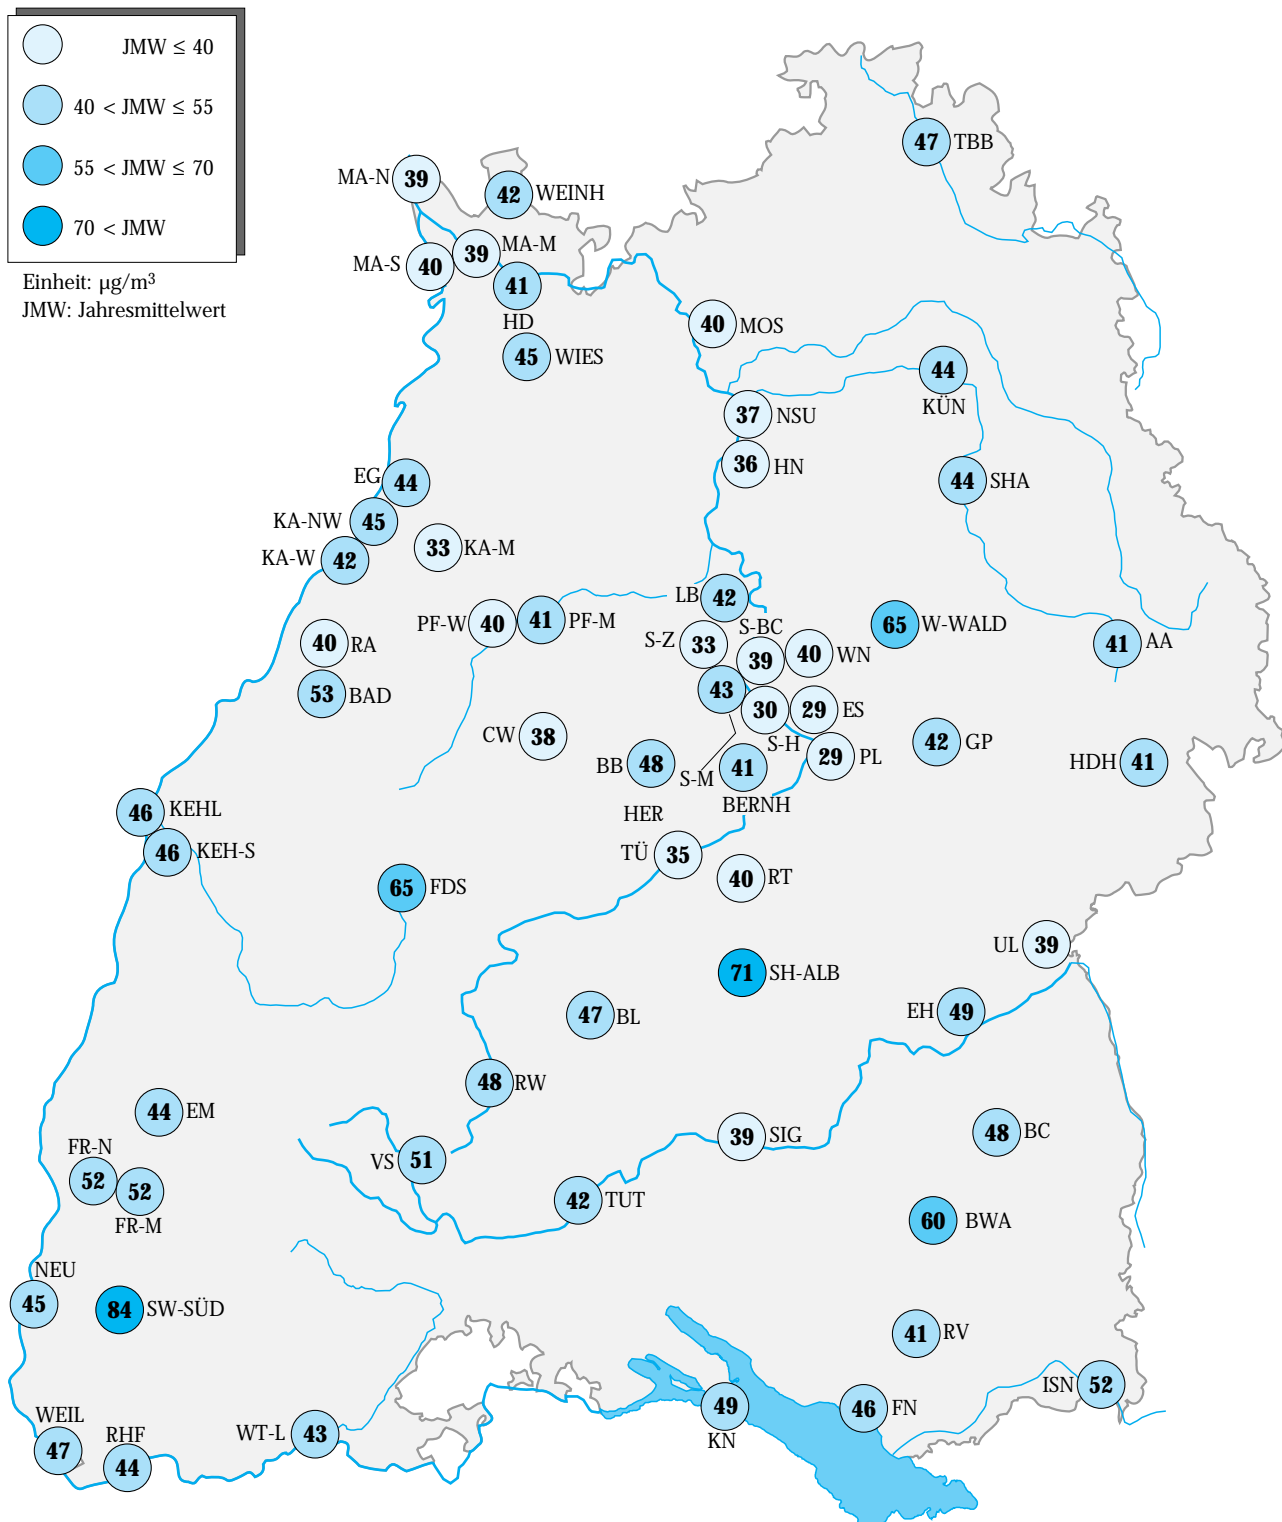 JMW ≤ 40
40 < JMW ≤ 55
55 < JMW ≤ 70
70 < JMW
Einheit: µg/m³
JMW: Jahresmittelwert
47 TBB
MA-N 39
42 WEINH
39 MA-M
MA-S 40
41
HD
40 MOS
45 WIES
44
KÜN
37 NSU
36 HN
EG 44
44 SHA
KA-NW 45
33 KA-M
KA-W 42
LB 42
PF-W 40
41 PF-M
65 W-WALD
S-BC
S-Z 33
39
40 WN
40 RA
41 AA
53 BAD
43
30
29 ES
S-H
CW 38
42 GP
29 PL
BB 48
S-M
41
BERNH
HDH 41
46 KEHL
HER
46 KEH-S
TÜ 35
65 FDS
40 RT
UL 39
71 SH-ALB
47 BL
EH 49
48 RW
44 EM
39 SIG
48 BC
FR-N
52
52
FR-M
VS 51
42 TUT
60 BWA
NEU
45
84 SW-SÜD
41 RV
ISN 52
49
KN
46 FN
WEIL
47
RHF
44
WT-L 43